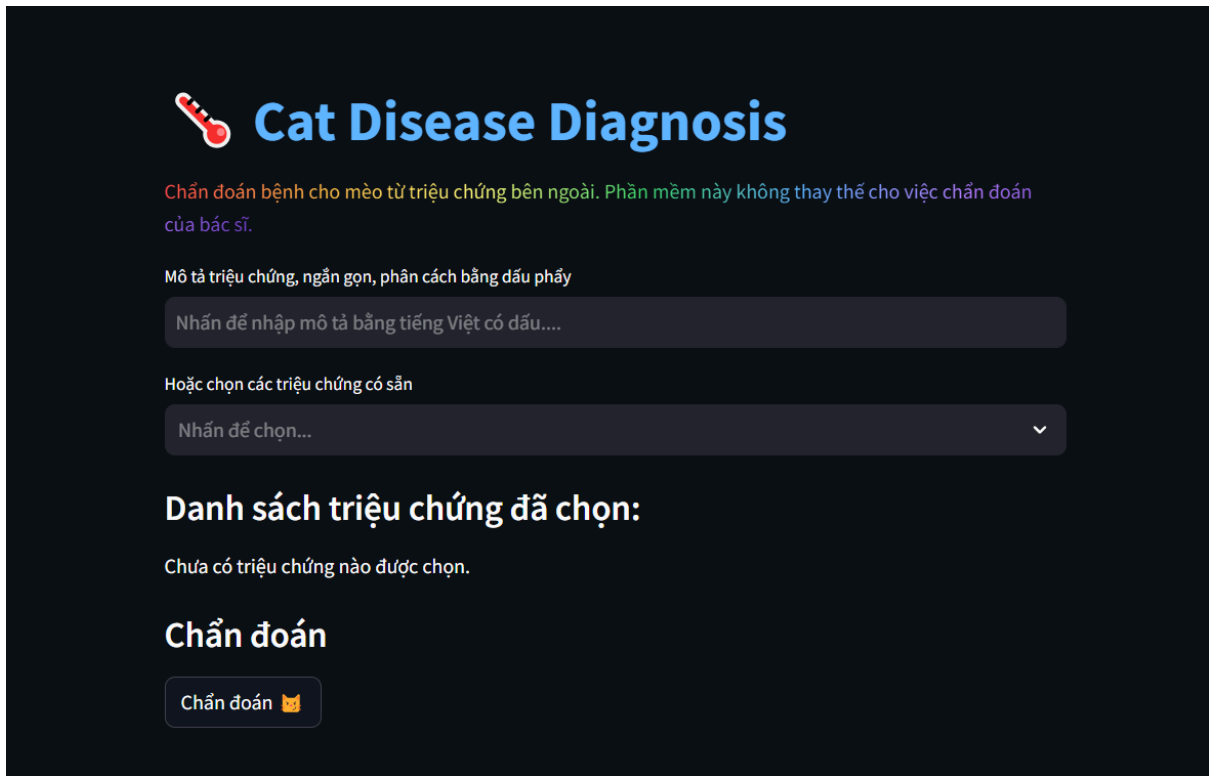 Cat Disease Diagnosis
Chẩn đoán bệnh cho mèo từ triệu chứng bên ngoài. Phần mềm này không thay thế cho việc chẩn đoán
của bác sĩ.
Mô tả triệu chứng, ngắn gọn, phân cách bằng dấu phẩy
Nhấn để nhập mô tả bằng tiếng Việt có dấu....
Hoặc chọn các triệu chứng có sẵn
Nhấn để chọn...
Danh sách triệu chứng đã chọn:
Chưa có triệu chứng nào được chọn.
Chẩn đoán
Chẩn đoán